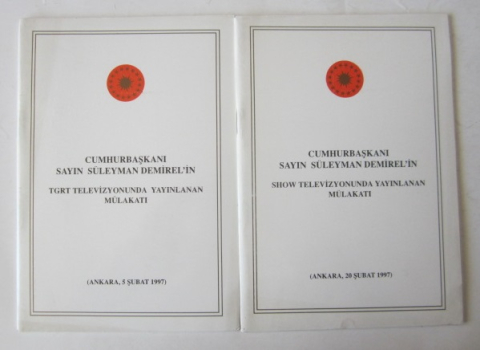 CUMHURBAŞKANI
SAYIN SÜLEYMAN DEMİREL'İN
TGRT TELEVİZYONUNDA YAYINLANAN
MÜLAKATI
(ANKARA, 5 ŞUBAT 1997)
CUMHURBAŞKANI
SAYIN SÜLEYMAN DEMİREL'İN
SHOW TELEVİZYONUNDA YAYINLANAN
MÜLAKATI
(ANKARA, 20 ŞUBAT 1997)